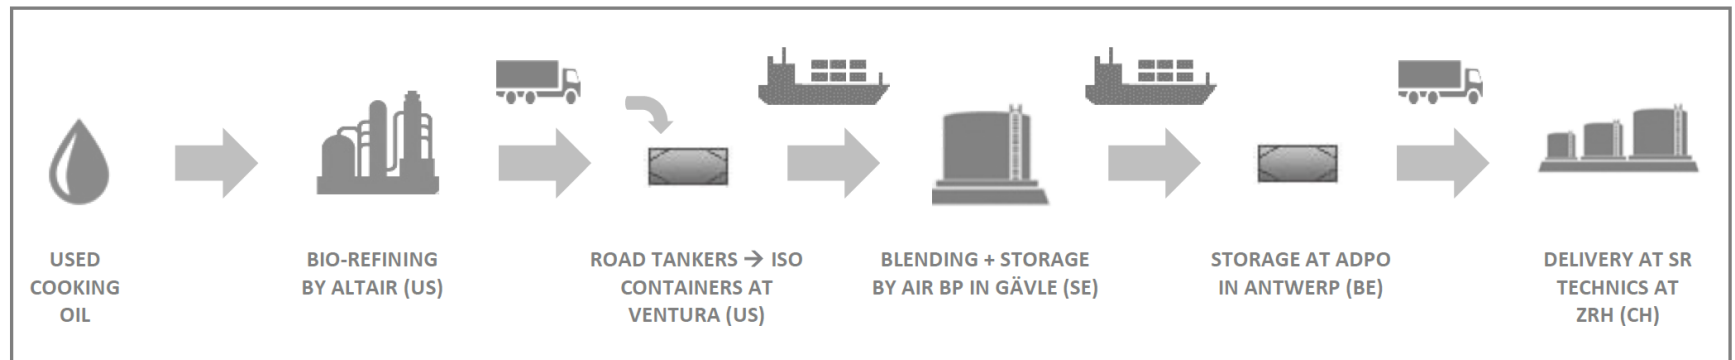 USED
COOKING
OIL
BIO-REFINING
BY ALTAIR (US)
ROAD TANKERS → ISO
CONTAINERS AT
VENTURA (US)
BLENDING + STORAGE
BY AIR BP IN GÄVLE (SE)
STORAGE AT ADPO
IN ANTWERP (BE)
DELIVERY AT SR
TECHNICS AT
ZRH (CH)